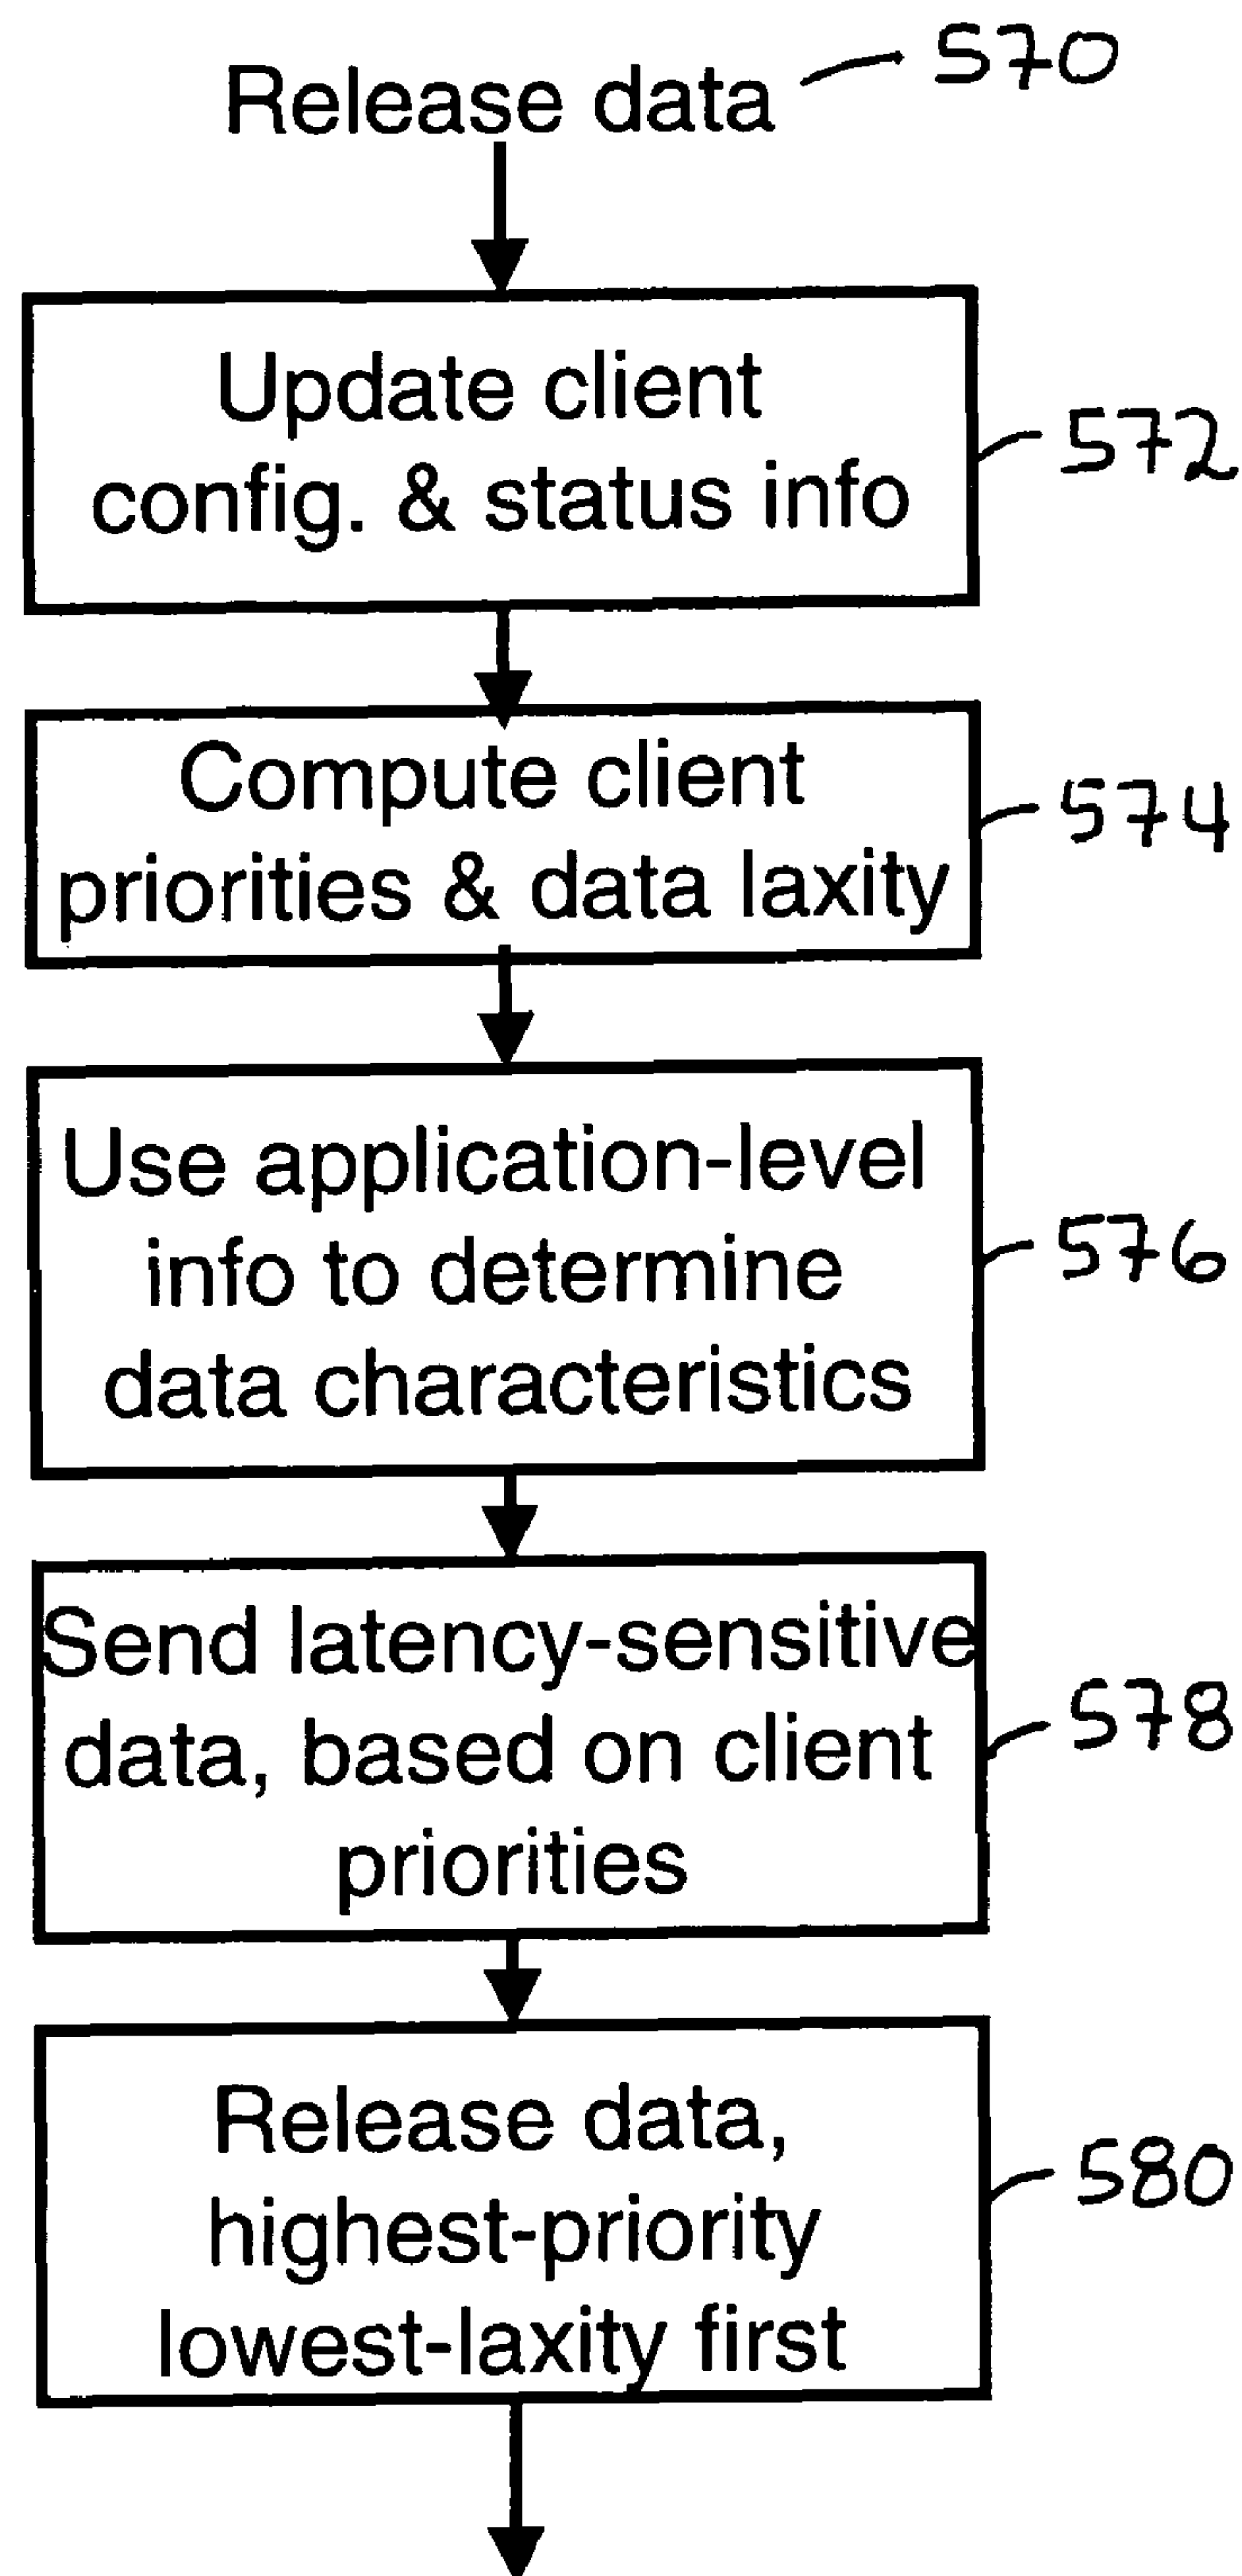 Release data 570
Update client
config. & status info
572
Compute client
priorities & data laxity
574
Use application-level
info to determine
data characteristics
576
Send latency-sensitive
data, based on client
priorities
578
Release data,
highest-priority
lowest-laxity first
580